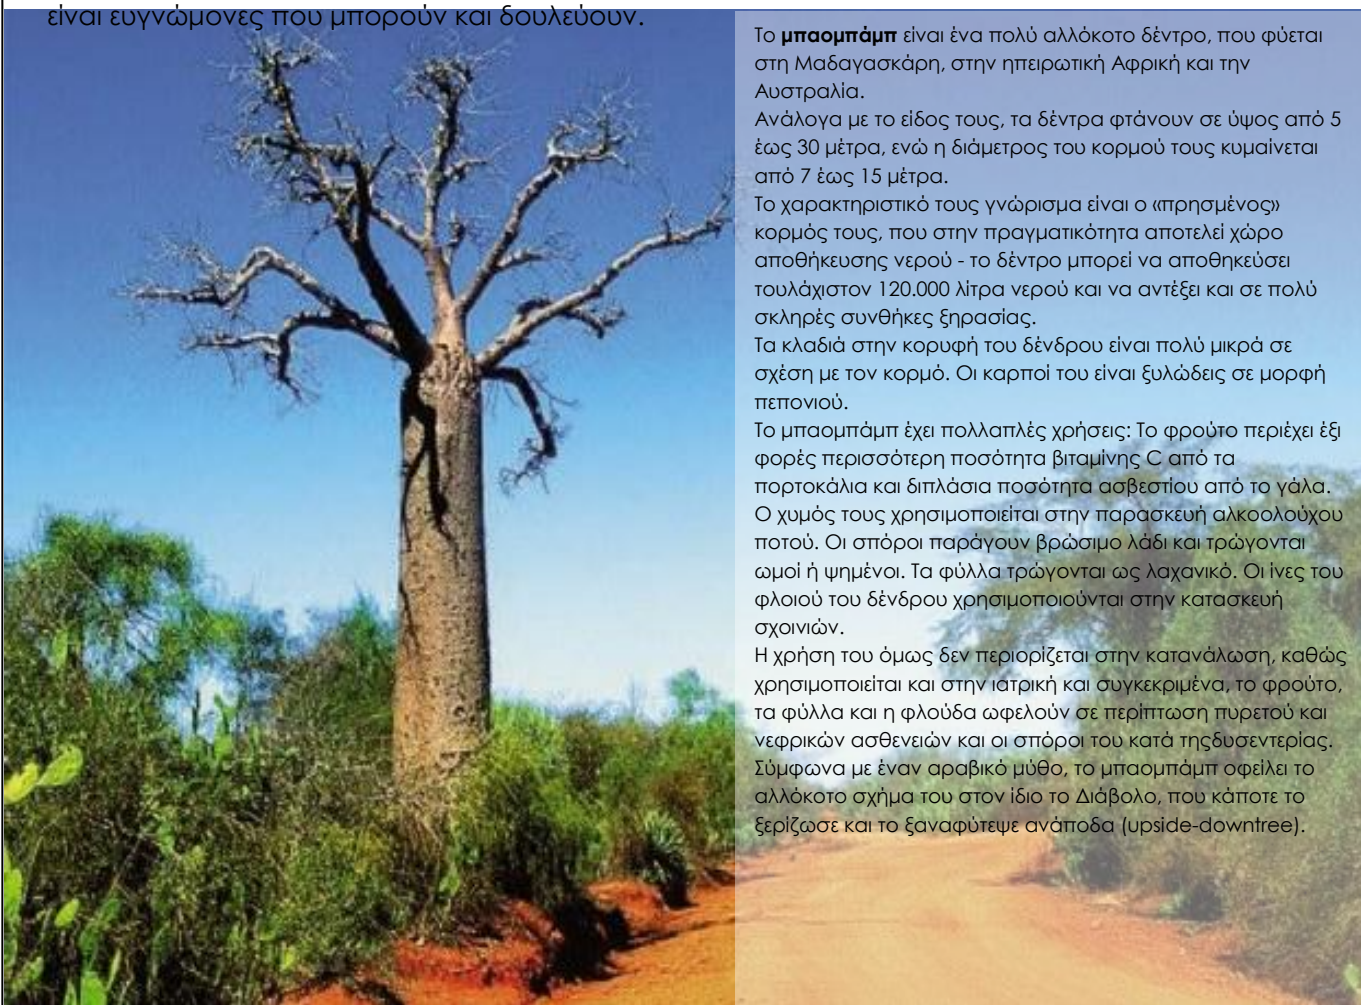 είναι ευγνώμονες που μπορούν και δουλεύουν.
Το μπαομπάμπ είναι ένα πολύ αλλόκοτο δέντρο, που φύεται
στη Μαδαγασκάρη, στην ηπειρωτική Αφρική και την
Αυστραλία.
Ανάλογα με το είδος τους, τα δέντρα φτάνουν σε ύψος από 5
έως 30 μέτρα, ενώ η διάμετρος του κορμού τους κυμαίνεται
από 7 έως 15 μέτρα.
Το χαρακτηριστικό τους γνώρισμα είναι ο «πρησμένος»
κορμός τους, που στην πραγματικότητα αποτελεί χώρο
αποθήκευσης νερού - το δέντρο μπορεί να αποθηκεύσει
τουλάχιστον 120.000 λίτρα νερού και να αντέξει και σε πολύ
σκληρές συνθήκες ξηρασίας.
Τα κλαδιά στην κορυφή του δένδρου είναι πολύ μικρά σε
σχέση με τον κορμό. Οι καρποί του είναι ξυλώδεις σε μορφή
πεπονιού.
Το μπαομπάμπ έχει πολλαπλές χρήσεις: Το φρούτο περιέχει έξι
φορές περισσότερη ποσότητα βιταμίνης C από τα
πορτοκάλια και διπλάσια ποσότητα ασβεστίου από το γάλα.
Ο χυμός τους χρησιμοποιείται στην παρασκευή αλκοολούχου
ποτού. Οι σπόροι παράγουν βρώσιμο λάδι και τρώγονται
ωμοί ή ψημένοι. Τα φύλλα τρώγονται ως λαχανικό. Οι ίνες του
φλοιού του δένδρου χρησιμοποιούνται στην κατασκευή
σχοινιών.
Η χρήση του όμως δεν περιορίζεται στην κατανάλωση, καθώς
χρησιμοποιείται και στην ιατρική και συγκεκριμένα, το φρούτο,
τα φύλλα και η φλούδα ωφελούν σε περίπτωση πυρετού και
νεφρικών ασθενειών και οι σπόροι του κατά τηςδυσεντερίας.
Σύμφωνα με έναν αραβικό μύθο, το μπαομπάμπ οφείλει το
αλλόκοτο σχήμα του στον ίδιο το Διάβολο, που κάποτε το
ξερίζωσε και το ξαναφύτεψε ανάποδα (upside-downtree).